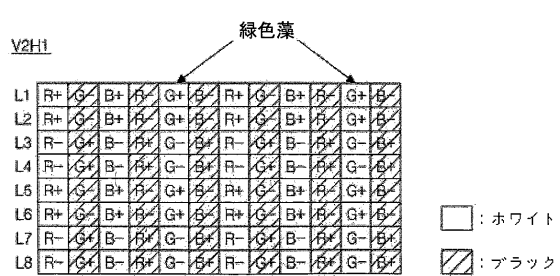 緑色藻
V2H1
L1 R+ G− B+ R− G+ B− R+ G− B+ R− G+ B−
L2 R+ G− B+ R− G+ B− R+ G− B+ R− G+ B−
L3 R− G+ B− R+ G− B+ R− G+ B− R+ G− B+
L4 R− G+ B− R+ G− B+ R− G+ B− R+ G− B+
L5 R+ G− B+ R− G+ B− R+ G− B+ R− G+ B−
L6 R+ G− B+ R− G+ B− R+ G− B+ R− G+ B−
L7 R− G+ B− R+ G− B+ R− G+ B− R+ G− B+
L8 R− G+ B− R+ G− B+ R− G+ B− R+ G− B+
：ホワイト
：ブラック